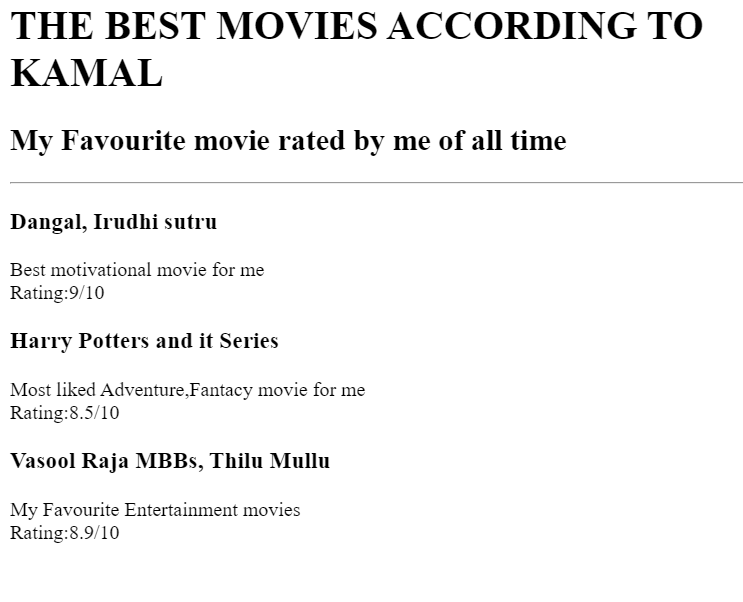 THE BEST MOVIES ACCORDING TO
KAMAL
My Favourite movie rated by me of all time
Dangal, Irudhi sutru
Best motivational movie for me
Rating:9/10
Harry Potters and it Series
Most liked Adventure,Fantacy movie for me
Rating:8.5/10
Vasool Raja MBBs, Thilu Mullu
My Favourite Entertainment movies
Rating:8.9/10